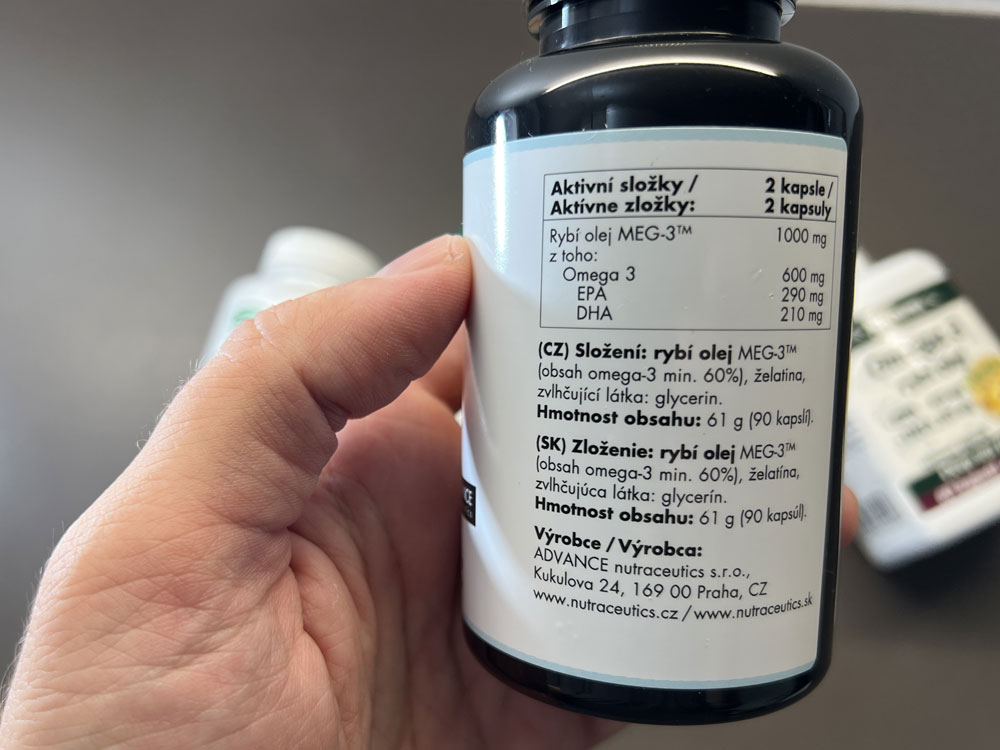 Aktivní složky / 2 kapsle /
Aktívne zložky: 2 kapsuly
Rybí olej MEG-3™ 1000 mg
z toho:
Omega 3 600 mg
EPA 290 mg
DHA 210 mg
(CZ) Složení: rybí olej MEG-3™
(obsah omega-3 min. 60%), želatina,
zvlhčující látka: glycerin.
Hmotnost obsahu: 61 g (90 kapslí).
(SK) Zloženie: rybí olej MEG-3™
(obsah omega-3 min. 60%), želatína,
zvlhčujúca látka: glycerín.
Hmotnost obsahu: 61 g (90 kapsúl).
Výrobce / Výrobca:
ADVANCE nutraceutics s.r.o.,
Kukulova 24, 169 00 Praha, CZ
www.nutraceutics.cz / www.nutraceutics.sk